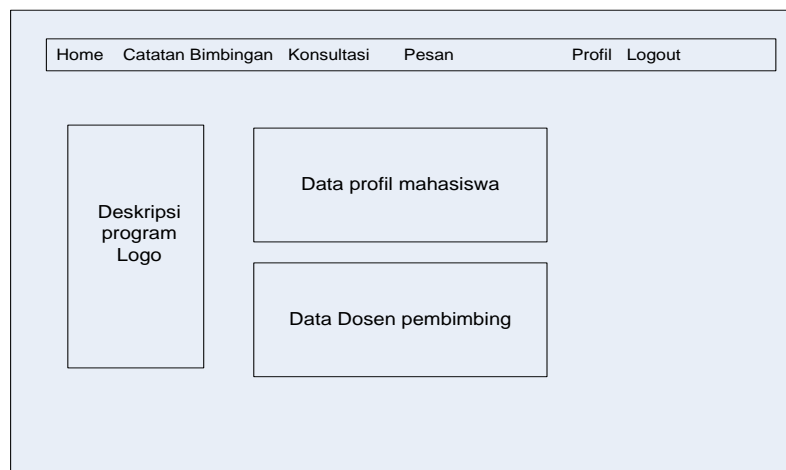 Home Catatan Bimbingan Konsultasi Pesan Profil Logout
Deskripsi
program
Logo
Data profil mahasiswa
Data Dosen pembimbing